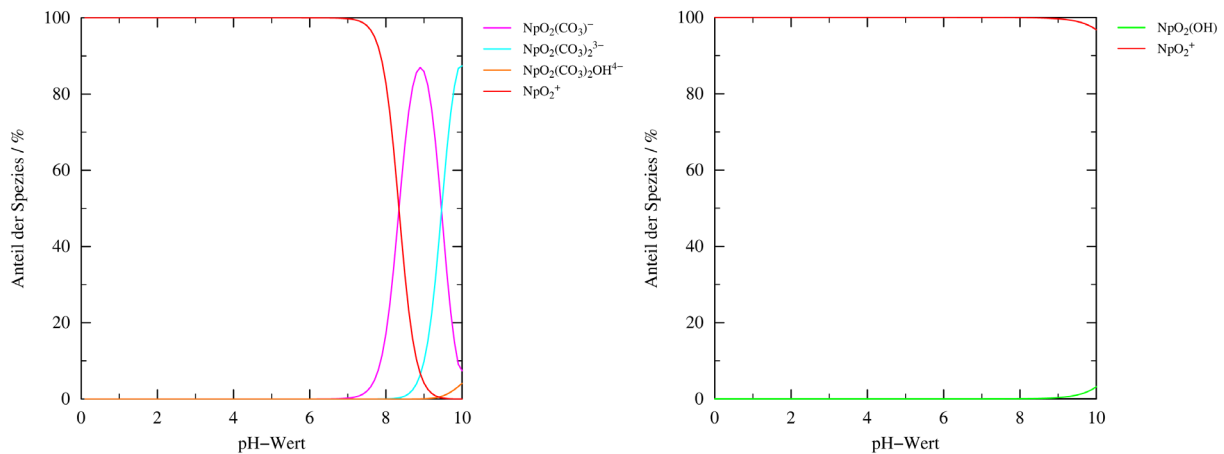 100
80
60
40
20
0
Anteil der Spezies / %
0 2 4 6 8 10
pH−Wert
NpO₂(CO₃)⁻
NpO₂(CO₃)₂³⁻
NpO₂(CO₃)₂OH⁴⁻
NpO₂⁺
100
80
60
40
20
0
Anteil der Spezies / %
0 2 4 6 8 10
pH−Wert
NpO₂(OH)
NpO₂⁺